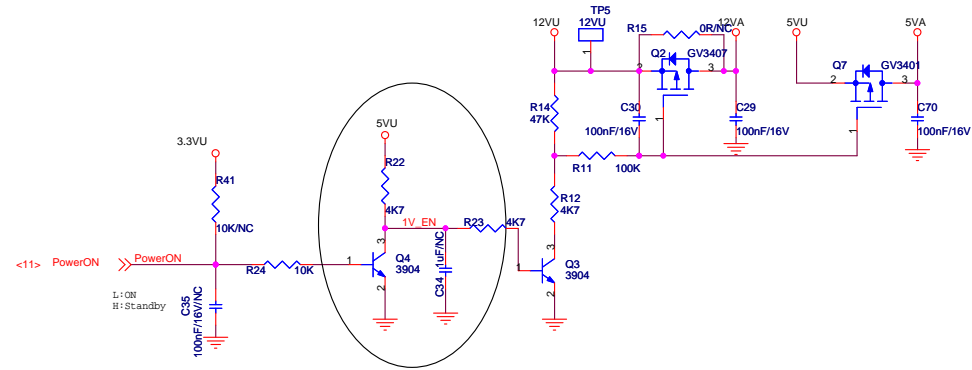 TP5
12VU
12VU
1
R15
0R/NC
12VA
5VU
5VA
Q2
GV3407
2
3
1
Q7
GV3401
2
3
1
R14
47K
C30
100nF/16V
C29
100nF/16V
C70
100nF/16V
R11
100K
R12
4K7
3.3VU
R41
10K/NC
5VU
R22
4K7
1V_EN
R23
4K7
<11>
PowerON
PowerON
R24
10K
1
3
2
Q4
3904
C34
1uF/NC
1
3
2
Q3
3904
L:ON
H:Standby
C35
100nF/16V/NC